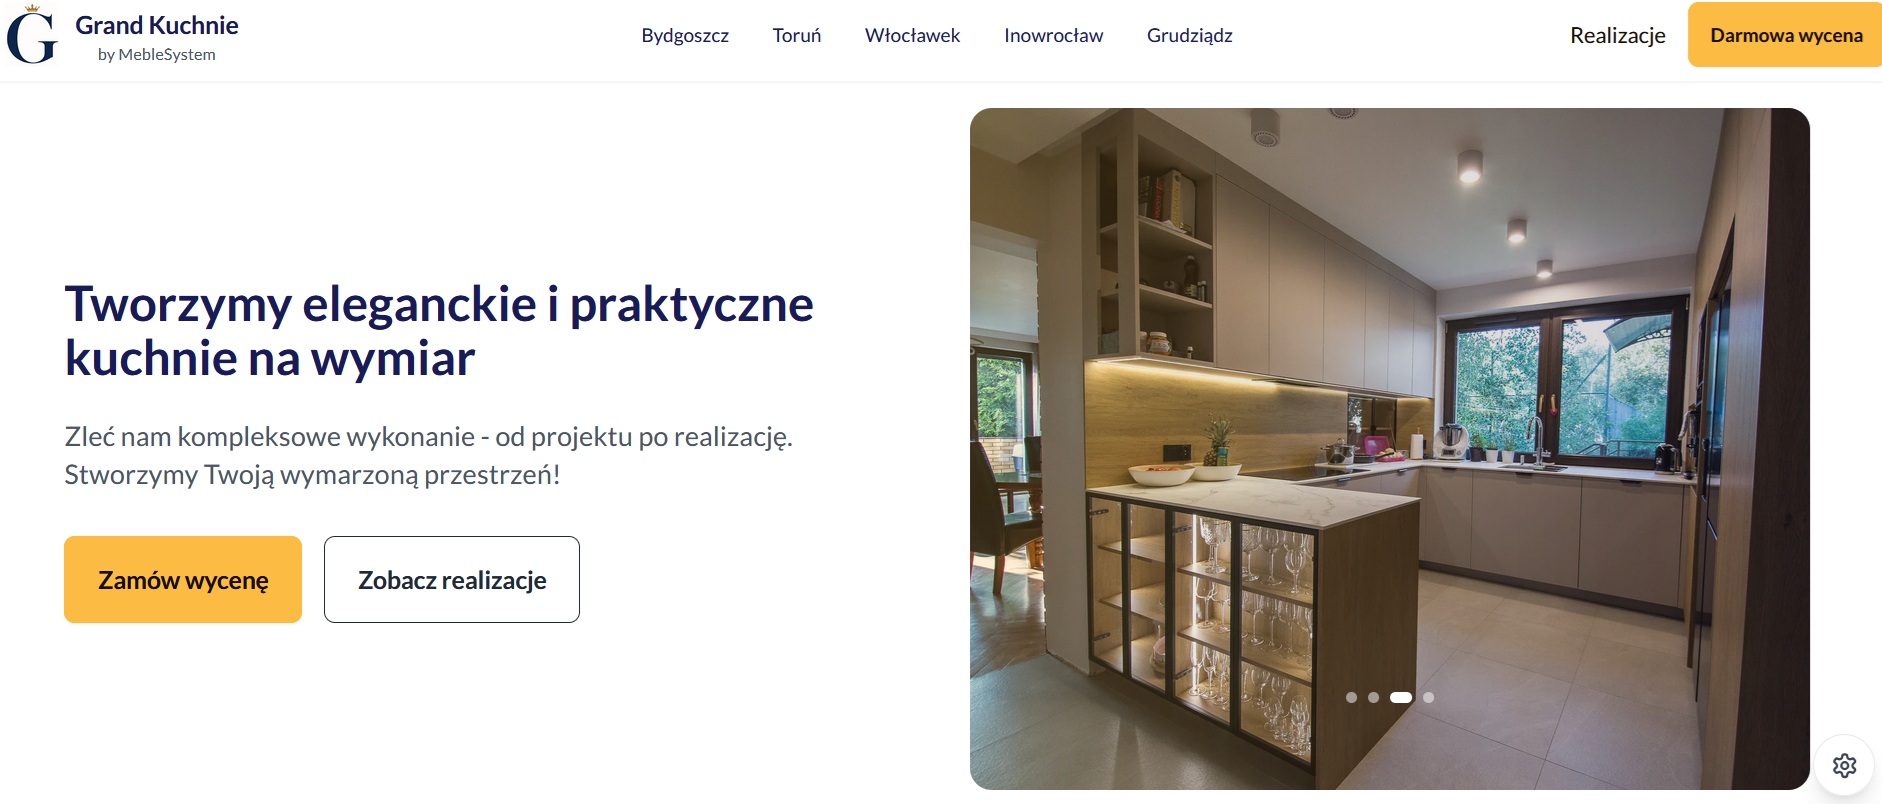 G
Grand Kuchnie
by MebleSystem
Bydgoszcz
Toruń
Włocławek
Inowrocław
Grudziądz
Realizacje
Darmowa wycena
Tworzymy eleganckie i praktyczne
kuchnie na wymiar
Zleć nam kompleksowe wykonanie - od projektu po realizację.
Stworzymy Twoją wymarzoną przestrzeń!
Zamów wycenę
Zobacz realizacje